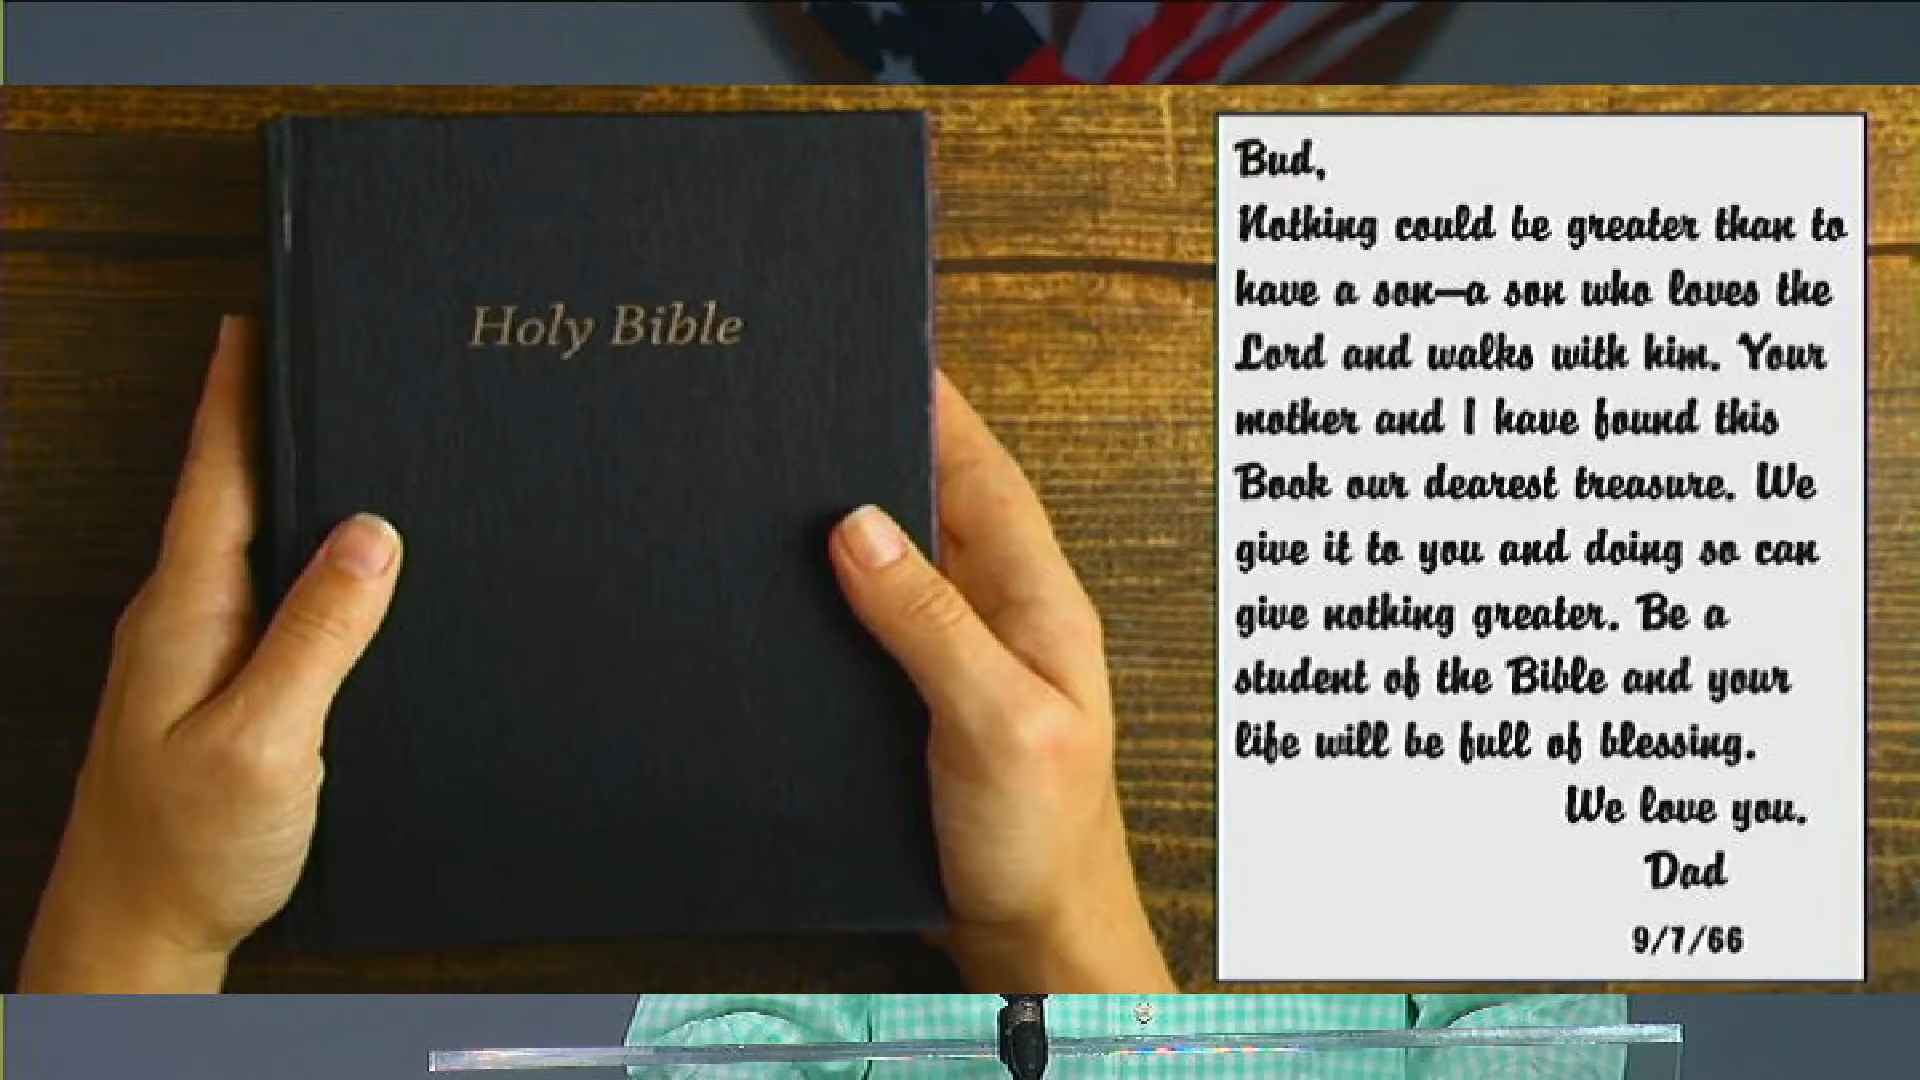 Holy Bible
Bud,
Nothing could be greater than to
have a son—a son who loves the
Lord and walks with him. Your
mother and I have found this
Book our dearest treasure. We
give it to you and doing so can
give nothing greater. Be a
student of the Bible and your
life will be full of blessing.
We love you.
Dad
9/7/66